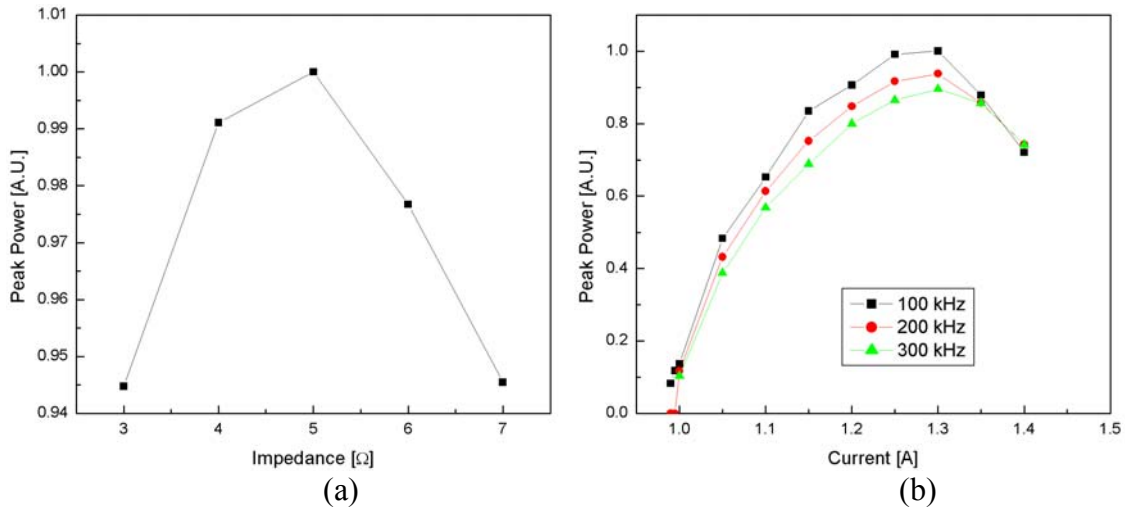 1.01
1.00
0.99
0.98
0.97
0.96
0.95
0.94
Peak Power [A.U.]
3 4 5 6 7
Impedance [Ω]
(a)
1.0
0.8
0.6
0.4
0.2
0.0
Peak Power [A.U.]
100 kHz
200 kHz
300 kHz
1.0 1.1 1.2 1.3 1.4 1.5
Current [A]
(b)